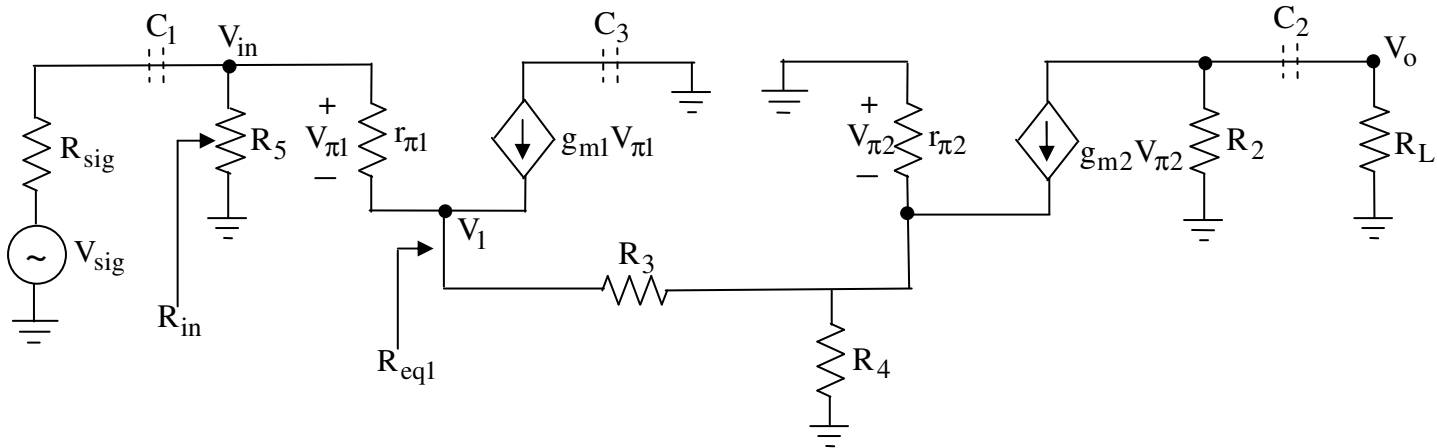 C1
Vin
C3
C2
Vo
Rsig
R5
+
Vπ1
–
rπ1
gm1Vπ1
+
Vπ2
–
rπ2
gm2Vπ2
R2
RL
~
Vsig
V1
R3
Rin
Req1
R4